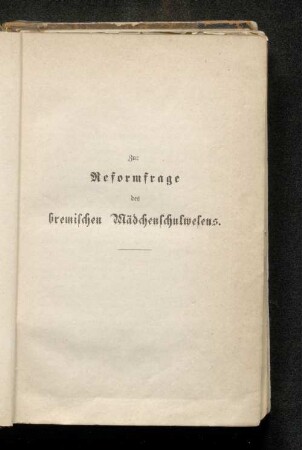 Zur
Reformfrage
des
bremischen Mädchenschulwesens.